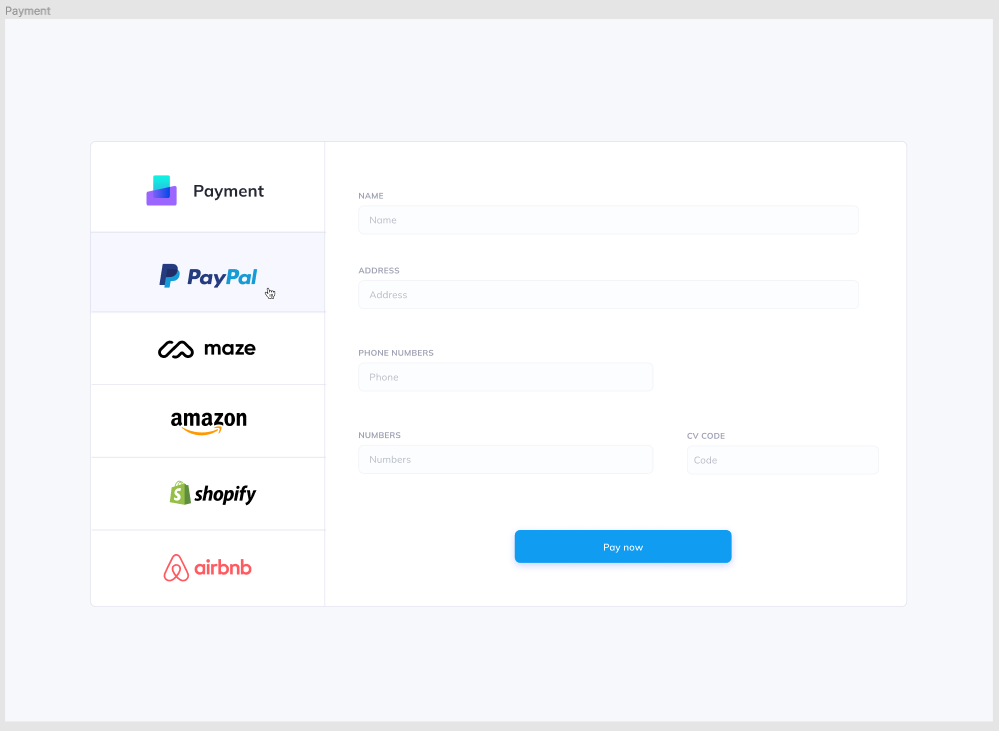 Payment
Payment
PayPal
maze
amazon
shopify
airbnb
NAME
Name
ADDRESS
Address
PHONE NUMBERS
Phone
NUMBERS
Numbers
CV CODE
Code
Pay now